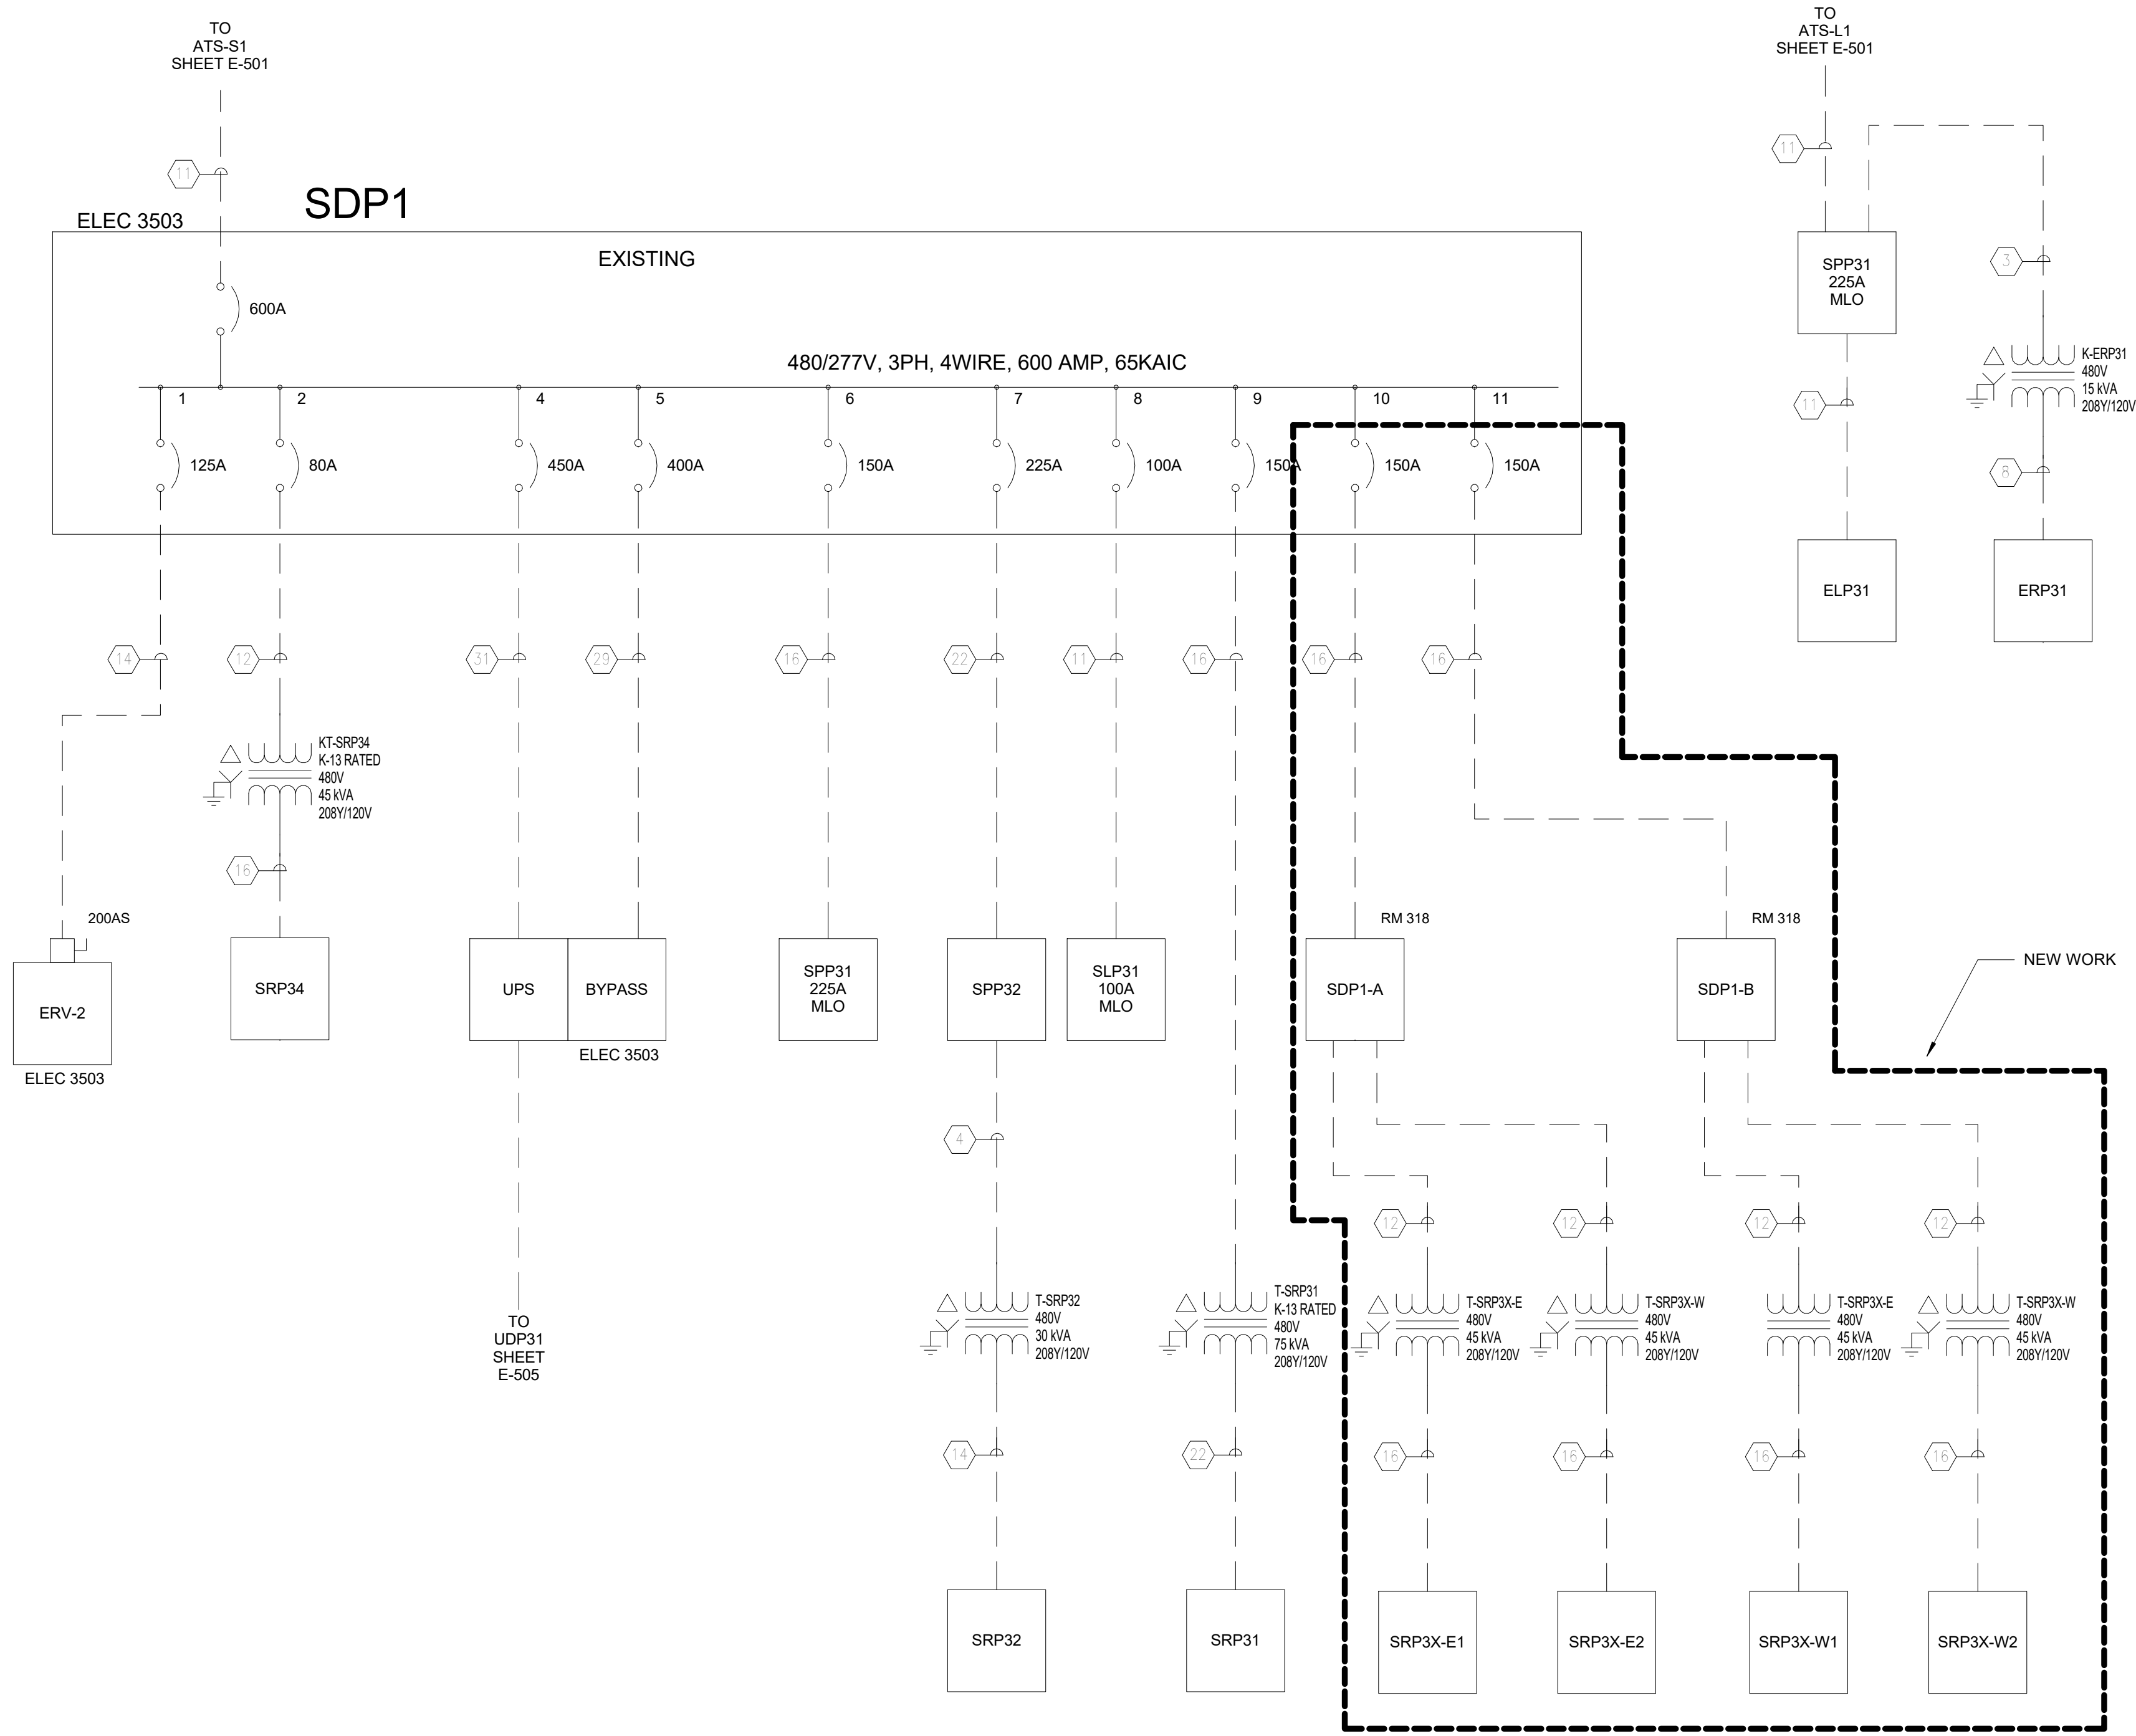 TO
ATS-S1
SHEET E-501
TO
ATS-L1
SHEET E-501
11
11
SDP1
ELEC 3503
EXISTING
600A
480/277V, 3PH, 4WIRE, 600 AMP, 65KAIC
SPP31
225A
MLO
3
K-ERP31
480V
15 kVA
208Y/120V
11
8
ELP31
ERP31
1
2
4
5
6
7
8
9
10
11
125A
80A
450A
400A
150A
225A
100A
150A
150A
150A
14
12
31
29
16
22
11
16
16
16
KT-SRP34
K-13 RATED
480V
45 kVA
208Y/120V
16
200AS
RM 318
RM 318
ERV-2
ELEC 3503
SRP34
UPS
BYPASS
ELEC 3503
SPP31
225A
MLO
SPP32
SLP31
100A
MLO
SDP1-A
SDP1-B
NEW WORK
4
12
12
12
12
TO
UDP31
SHEET
E-505
T-SRP32
480V
30 kVA
208Y/120V
T-SRP31
K-13 RATED
480V
75 kVA
208Y/120V
T-SRP3X-E
480V
45 kVA
208Y/120V
T-SRP3X-W
480V
45 kVA
208Y/120V
T-SRP3X-E
480V
45 kVA
208Y/120V
T-SRP3X-W
480V
45 kVA
208Y/120V
14
22
16
16
16
16
SRP32
SRP31
SRP3X-E1
SRP3X-E2
SRP3X-W1
SRP3X-W2